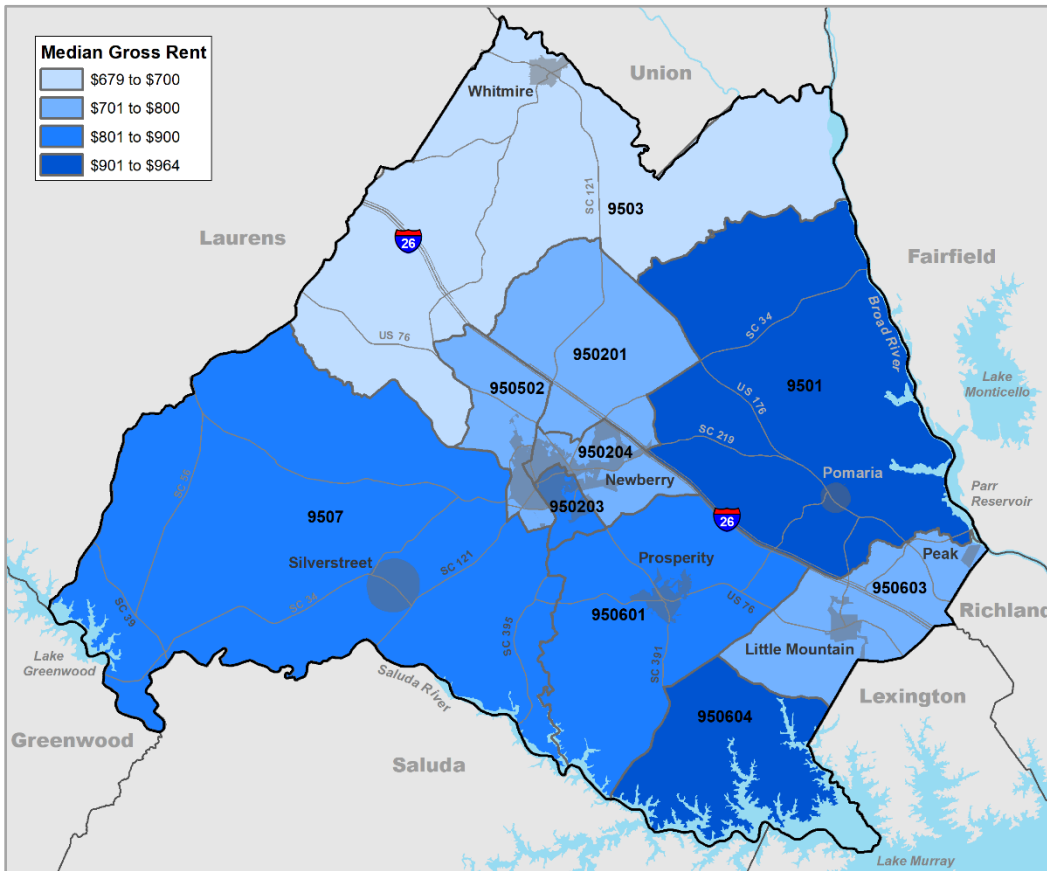 Median Gross Rent
$679 to $700
$701 to $800
$801 to $900
$901 to $964
Union
Whitmire
SC 121
9503
Laurens
26
Fairfield
Broad River
SC 34
US 76
950201
9501
Lake
Monticello
950502
US 176
SC 219
950204
Newberry
Pomaria
SC 56
Parr
Reservoir
950203
26
9507
Silverstreet
SC 121
Prosperity
Peak
950603
SC 34
US 76
Richland
950601
SC 39
SC 395
SC 391
Little Mountain
Lake
Greenwood
Saluda River
Lexington
950604
Greenwood
Saluda
Lake Murray